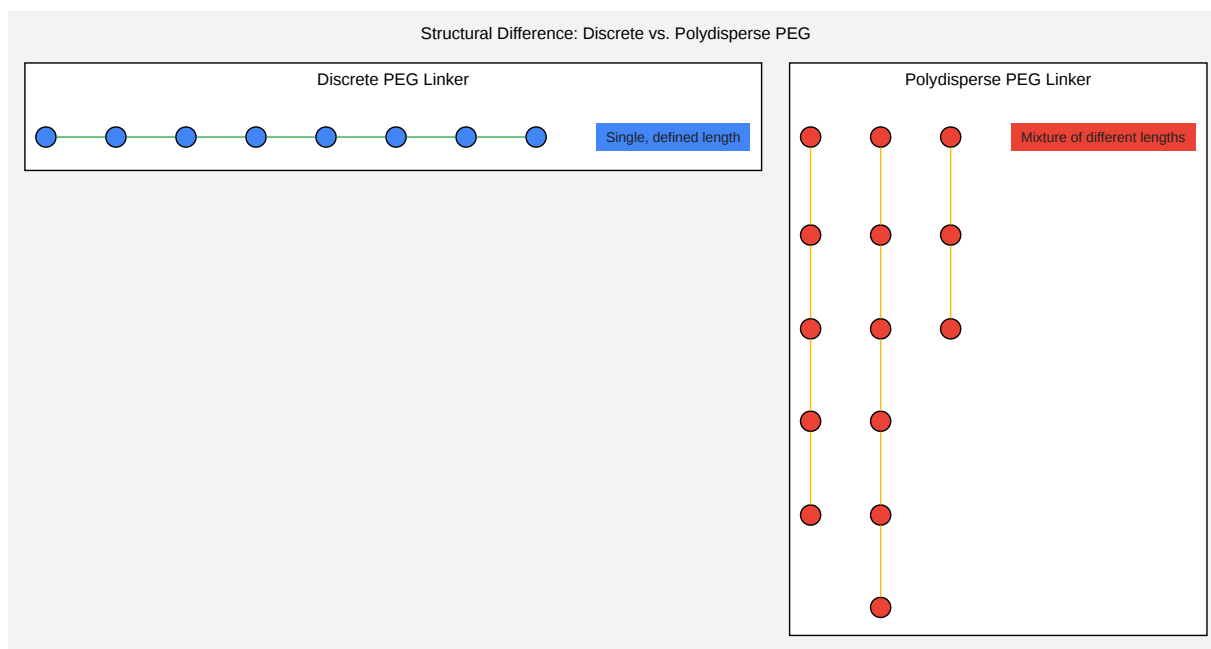 Structural Difference: Discrete vs. Polydisperse PEG
Discrete PEG Linker
Single, defined length
Polydisperse PEG Linker
Mixture of different lengths